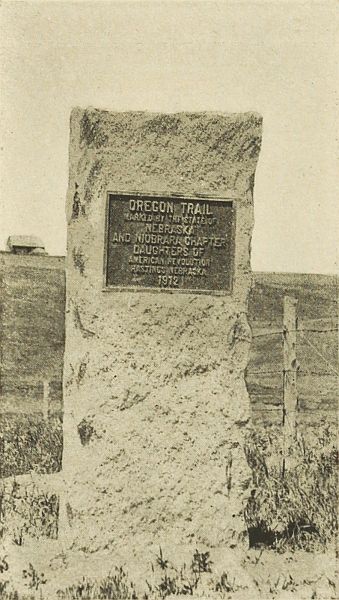 OREGON TRAIL
MARKED BY THE STATE OF
NEBRASKA
AND NIOBRARA CHAPTER
DAUGHTERS OF
AMERICAN REVOLUTION
HASTINGS NEBRASKA
1912